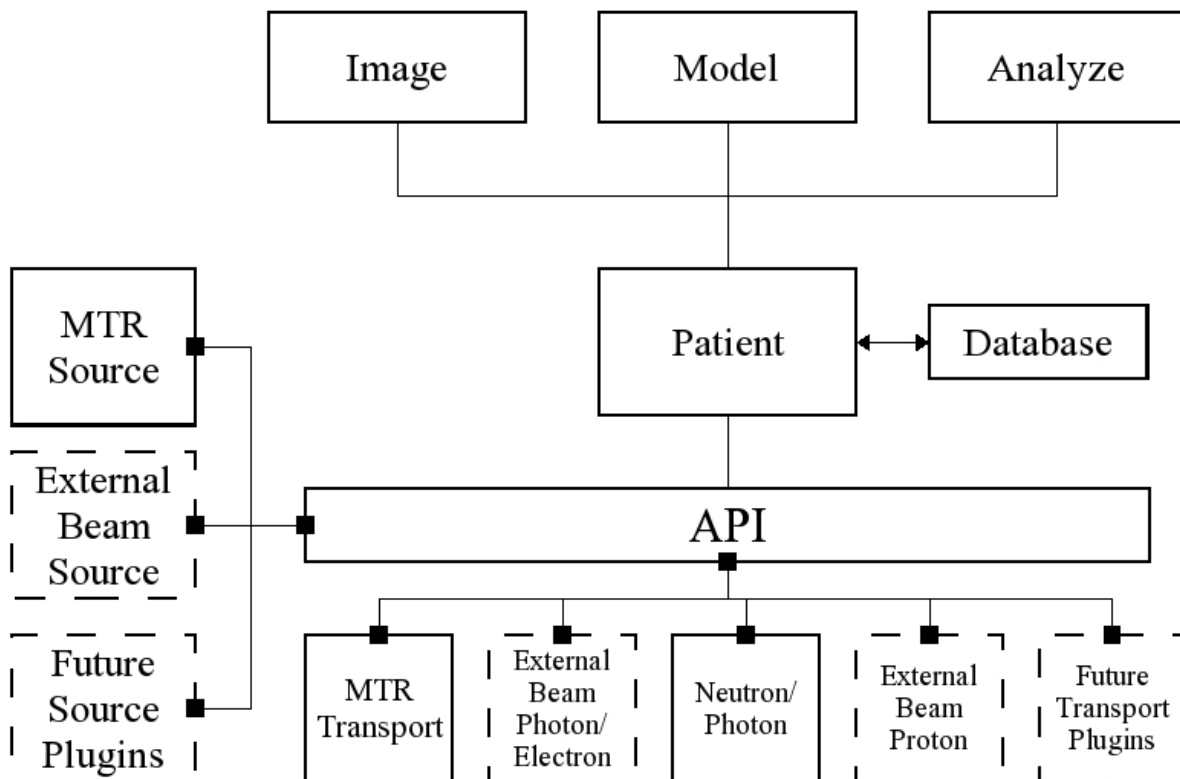 Image
Model
Analyze
MTR
Source
Patient
Database
External
Beam
Source
API
Future
Source
Plugins
MTR
Transport
External
Beam
Photon/
Electron
Neutron/
Photon
External
Beam
Proton
Future
Transport
Plugins